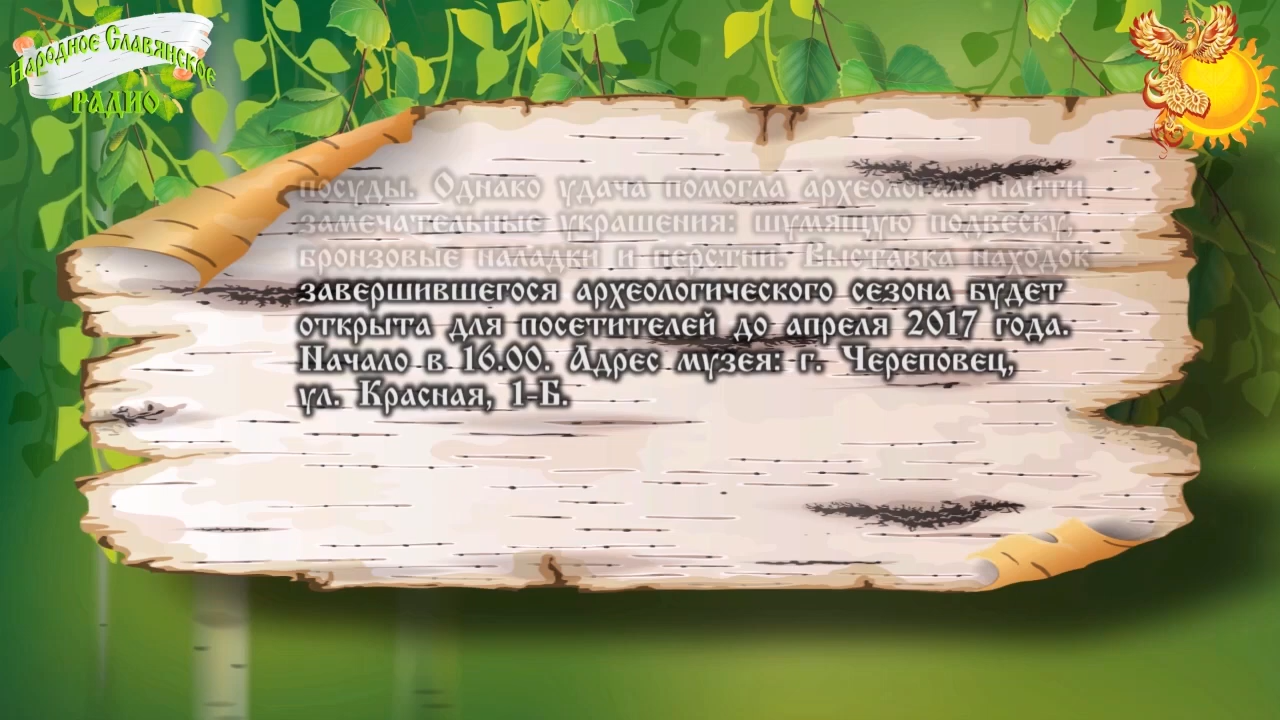 Народное Славянское
Радио
посуды. Однако удача помогла археологам найти
замечательные украшения: шумящую подвеску,
бронзовые наладки и перстни. Выставка находок
завершившегося археологического сезона будет
открыта для посетителей до апреля 2017 года.
Начало в 16.00. Адрес музея: г. Череповец,
ул. Красная, 1-Б.